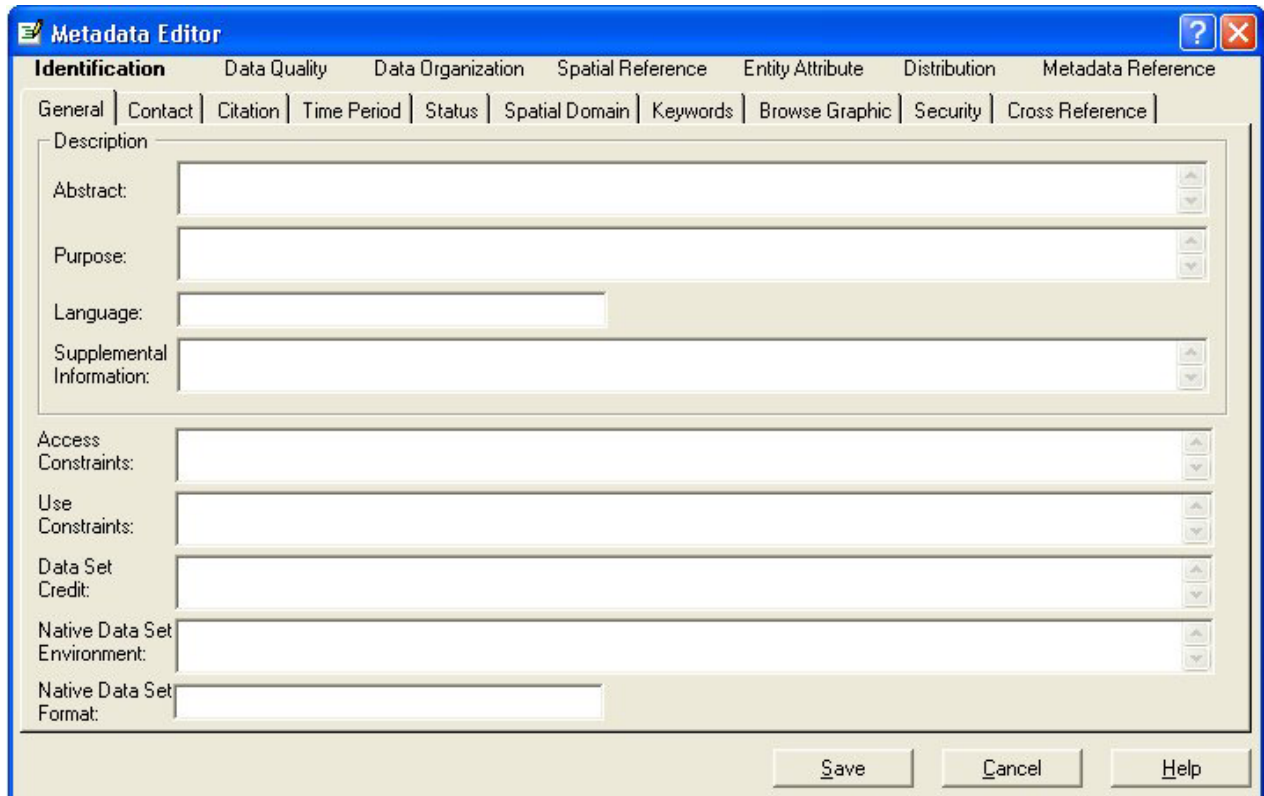 Metadata Editor
Identification Data Quality Data Organization Spatial Reference Entity Attribute Distribution Metadata Reference
General Contact Citation Time Period Status Spatial Domain Keywords Browse Graphic Security Cross Reference
Description
Abstract:
Purpose:
Language:
Supplemental
Information:
Access
Constraints:
Use
Constraints:
Data Set
Credit:
Native Data Set
Environment:
Native Data Set
Format:
Save Cancel Help